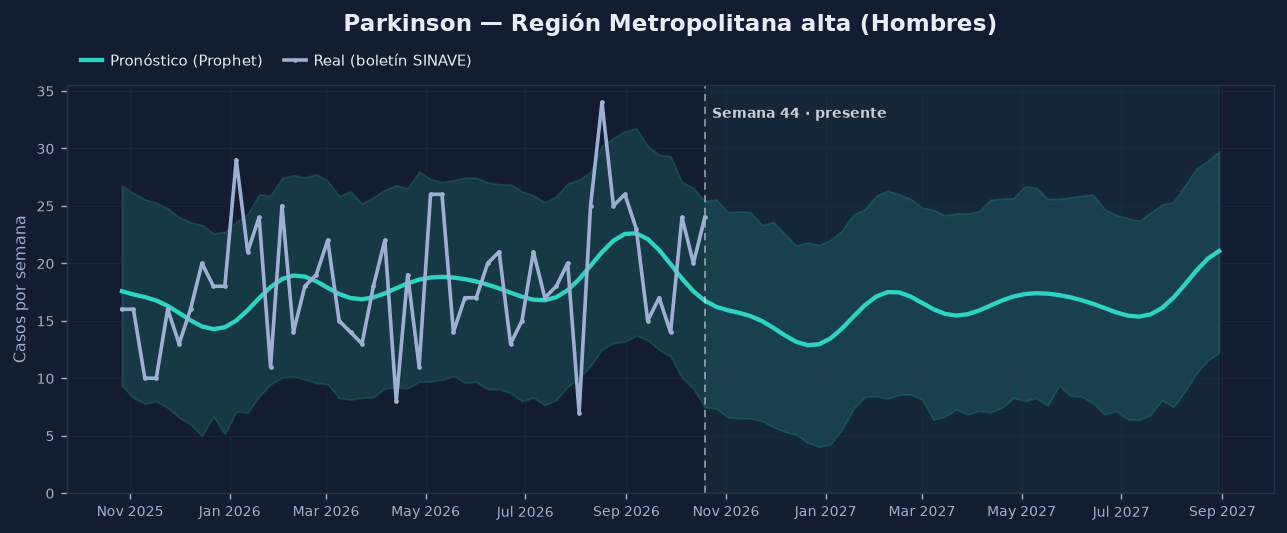 Parkinson — Región Metropolitana alta (Hombres)
Pronóstico (Prophet)
Real (boletín SINAVE)
Semana 44 · presente
Casos por semana
35
30
25
20
15
10
5
0
Nov 2025
Jan 2026
Mar 2026
May 2026
Jul 2026
Sep 2026
Nov 2026
Jan 2027
Mar 2027
May 2027
Jul 2027
Sep 2027